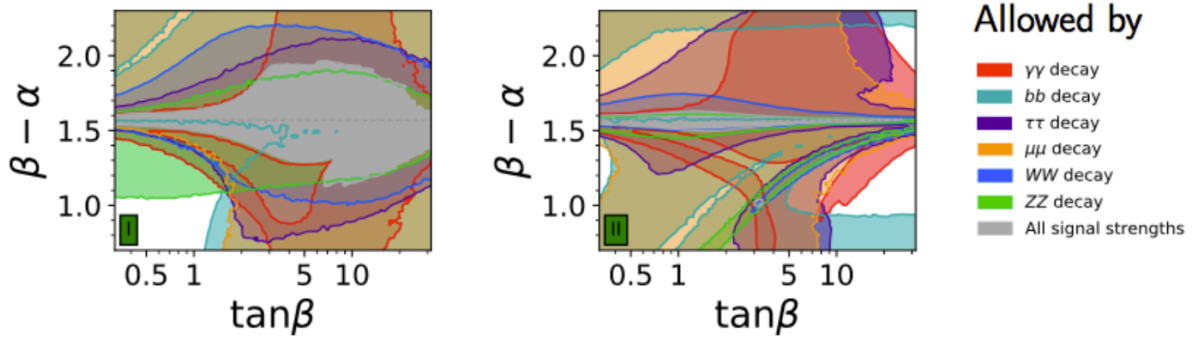 Allowed by
β − α
2.0
1.5
1.0
I
0.5 1 5 10
tanβ
β − α
2.0
1.5
1.0
II
0.5 1 5 10
tanβ
γγ decay
bb decay
ττ decay
μμ decay
WW decay
ZZ decay
All signal strengths